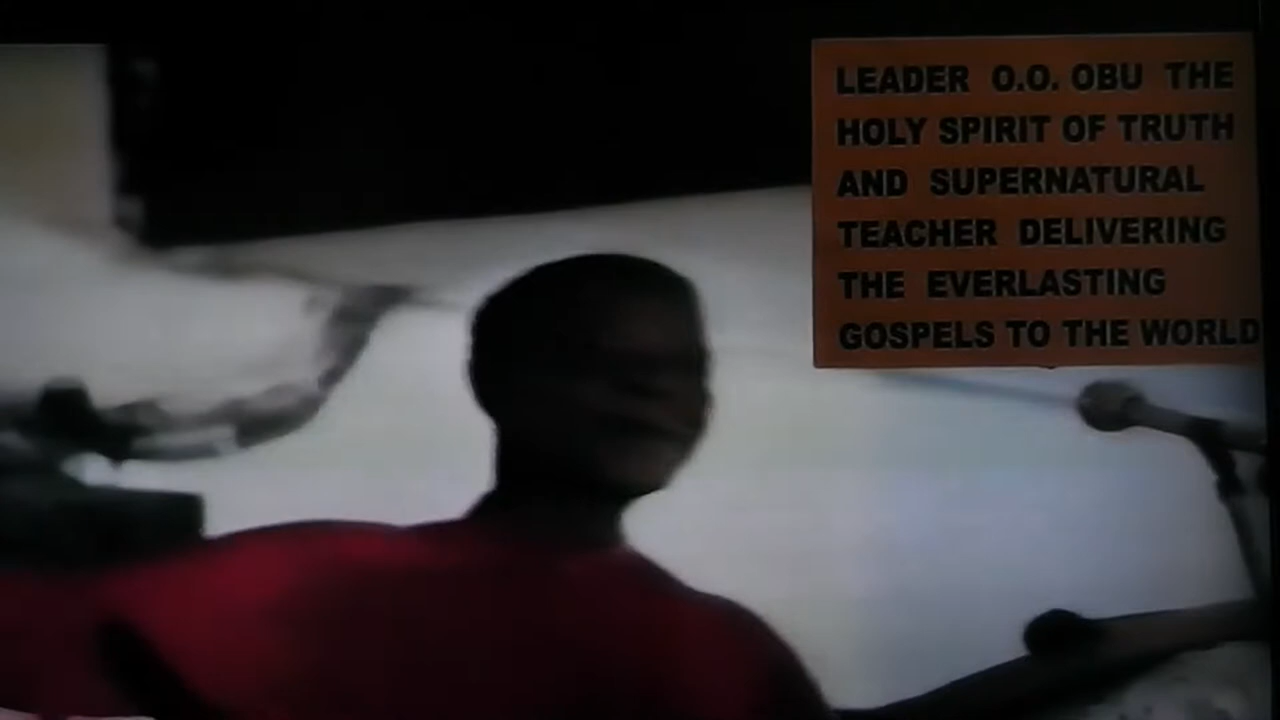 LEADER O.O. OBU THE
HOLY SPIRIT OF TRUTH
AND SUPERNATURAL
TEACHER DELIVERING
THE EVERLASTING
GOSPELS TO THE WORLD